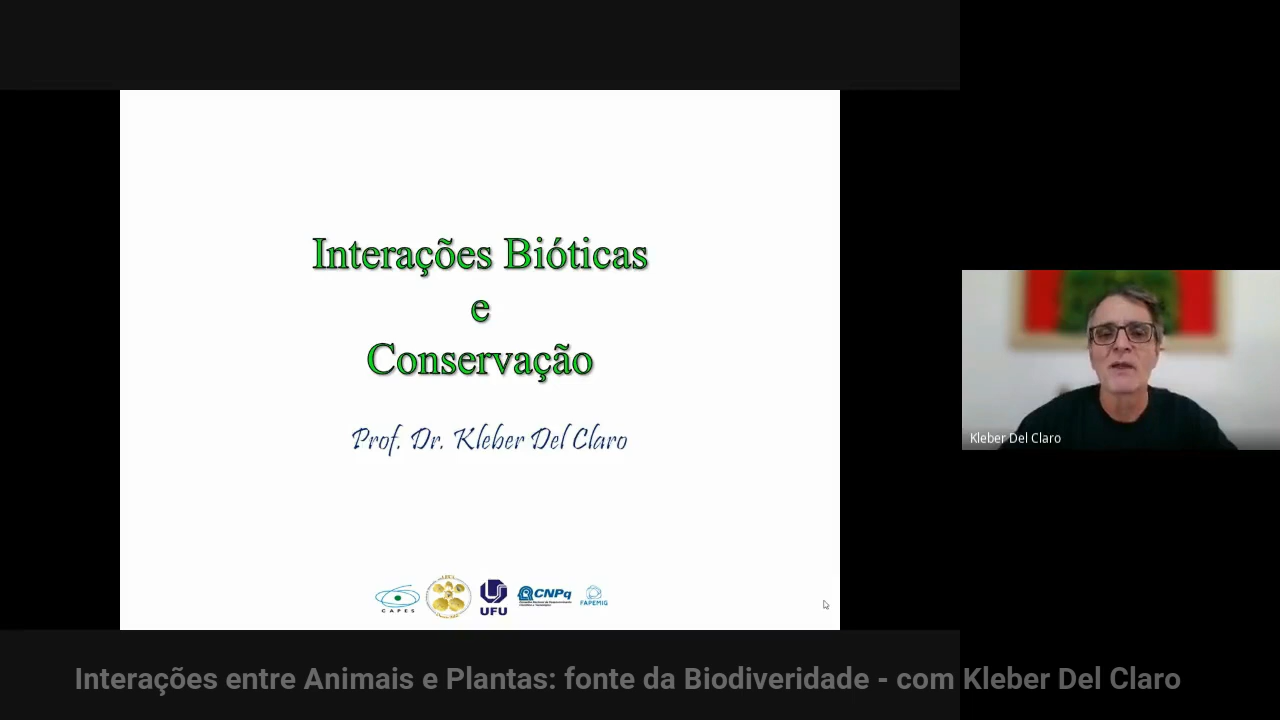 Interações Bióticas
e
Conservação
Prof. Dr. Kleber Del Claro
CAPES
UFU
CNPq
FAPEMIG
Kleber Del Claro
Interações entre Animais e Plantas: fonte da Biodiveridade - com Kleber Del Claro